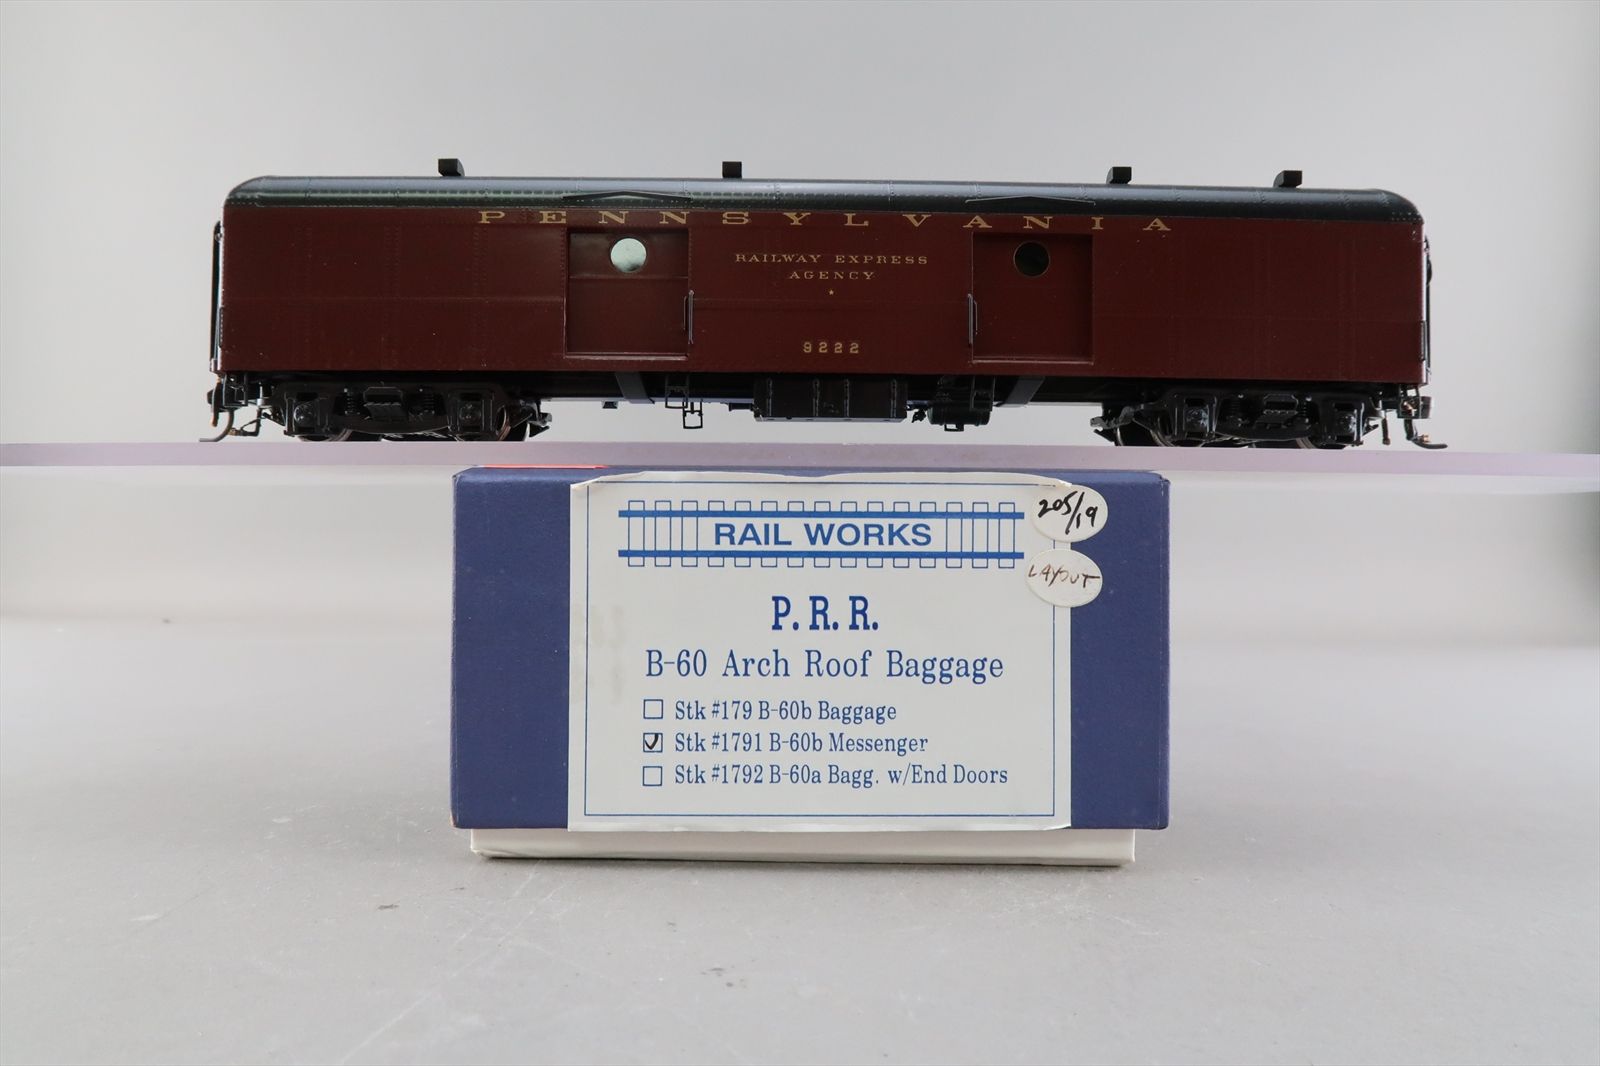 PENNSYLVANIA
RAILWAY EXPRESS
AGENCY
9222
RAIL WORKS
205/19
LAYOUT
P. R. R.
B-60 Arch Roof Baggage
Stk #179 B-60b Baggage
Stk #1791 B-60b Messenger
Stk #1792 B-60a Bagg. w/End Doors